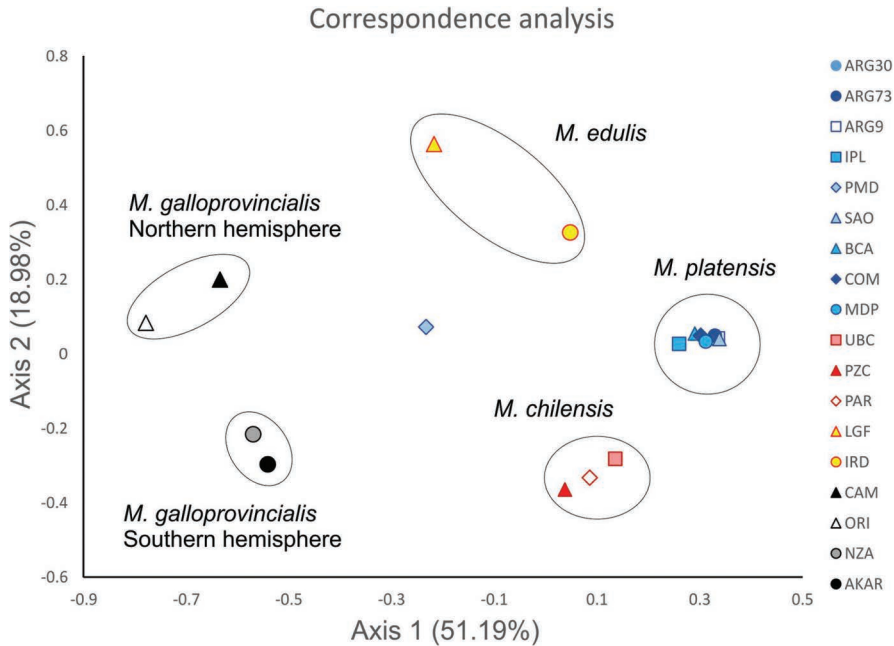 Correspondence analysis
0.8
0.6
0.4
0.2
0
-0.2
-0.4
-0.6
-0.9
-0.7
-0.5
-0.3
-0.1
0.1
0.3
0.5
Axis 2 (18.98%)
Axis 1 (51.19%)
M. edulis
M. galloprovincialis
Northern hemisphere
M. platensis
M. chilensis
M. galloprovincialis
Southern hemisphere
ARG30
ARG73
ARG9
IPL
PMD
SAO
BCA
COM
MDP
UBC
PZC
PAR
LGF
IRD
CAM
ORI
NZA
AKAR